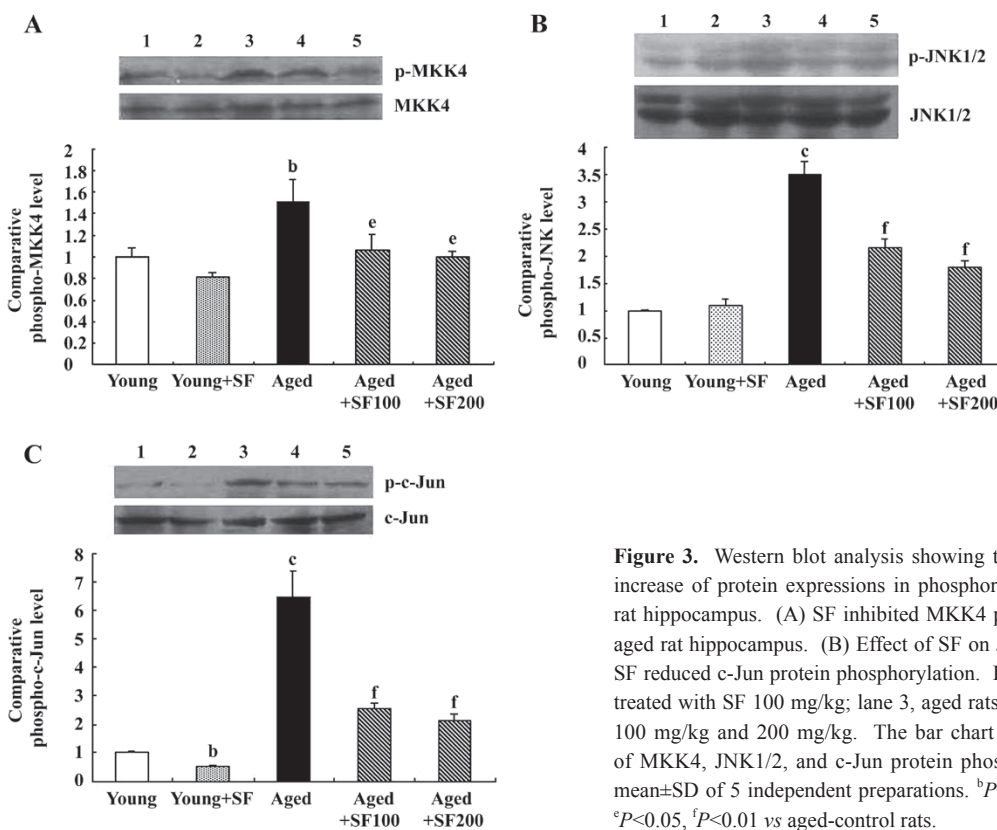 A
1 2 3 4 5
p-MKK4
MKK4
Comparative
phospho-MKK4 level
2
1.8
1.6
1.4
1.2
1
0.8
0.6
0.4
0.2
0
b
e
e
Young Young+SF Aged Aged +SF100 Aged +SF200
B
1 2 3 4 5
p-JNK1/2
JNK1/2
Comparative
phospho-JNK level
4
3.5
3
2.5
2
1.5
1
0.5
0
c
f
f
Young Young+SF Aged Aged +SF100 Aged +SF200
C
1 2 3 4 5
p-c-Jun
c-Jun
Comparative
phospho-c-Jun level
8
7
6
5
4
3
2
1
0
b
c
f
f
Young Young+SF Aged Aged +SF100 Aged +SF200
Figure 3. Western blot analysis showing t
increase of protein expressions in phosphor
rat hippocampus. (A) SF inhibited MKK4 p
aged rat hippocampus. (B) Effect of SF on
SF reduced c-Jun protein phosphorylation.
treated with SF 100 mg/kg; lane 3, aged rats
100 mg/kg and 200 mg/kg. The bar chart
of MKK4, JNK1/2, and c-Jun protein phos
mean±SD of 5 independent preparations. bP
eP<0.05, fP<0.01 vs aged-control rats.